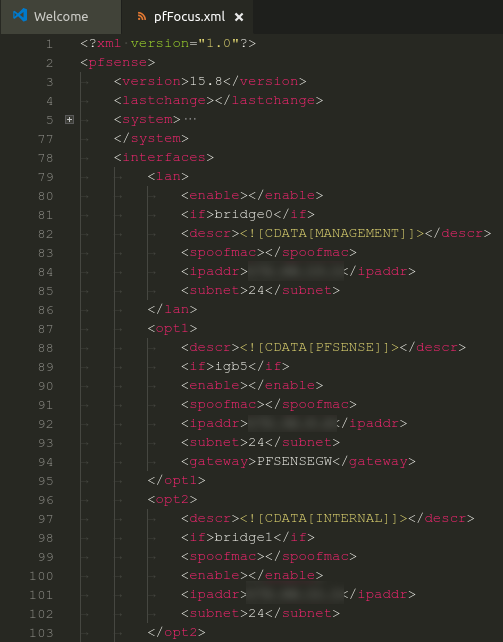 Welcome pfFocus.xml ×
1 <?xml version="1.0"?>
2 <pfsense>
3 <version>15.8</version>
4 <lastchange></lastchange>
5 <system>···
77 </system>
78 <interfaces>
79 <lan>
80 <enable></enable>
81 <if>bridge0</if>
82 <descr><![CDATA[MANAGEMENT]]></descr>
83 <spoofmac></spoofmac>
84 <ipaddr></ipaddr>
85 <subnet>24</subnet>
86 </lan>
87 <opt1>
88 <descr><![CDATA[PFSENSE]]></descr>
89 <if>igb5</if>
90 <enable></enable>
91 <spoofmac></spoofmac>
92 <ipaddr></ipaddr>
93 <subnet>24</subnet>
94 <gateway>PFSENSEGW</gateway>
95 </opt1>
96 <opt2>
97 <descr><![CDATA[INTERNAL]]></descr>
98 <if>bridge1</if>
99 <spoofmac></spoofmac>
100 <enable></enable>
101 <ipaddr></ipaddr>
102 <subnet>24</subnet>
103 </opt2>